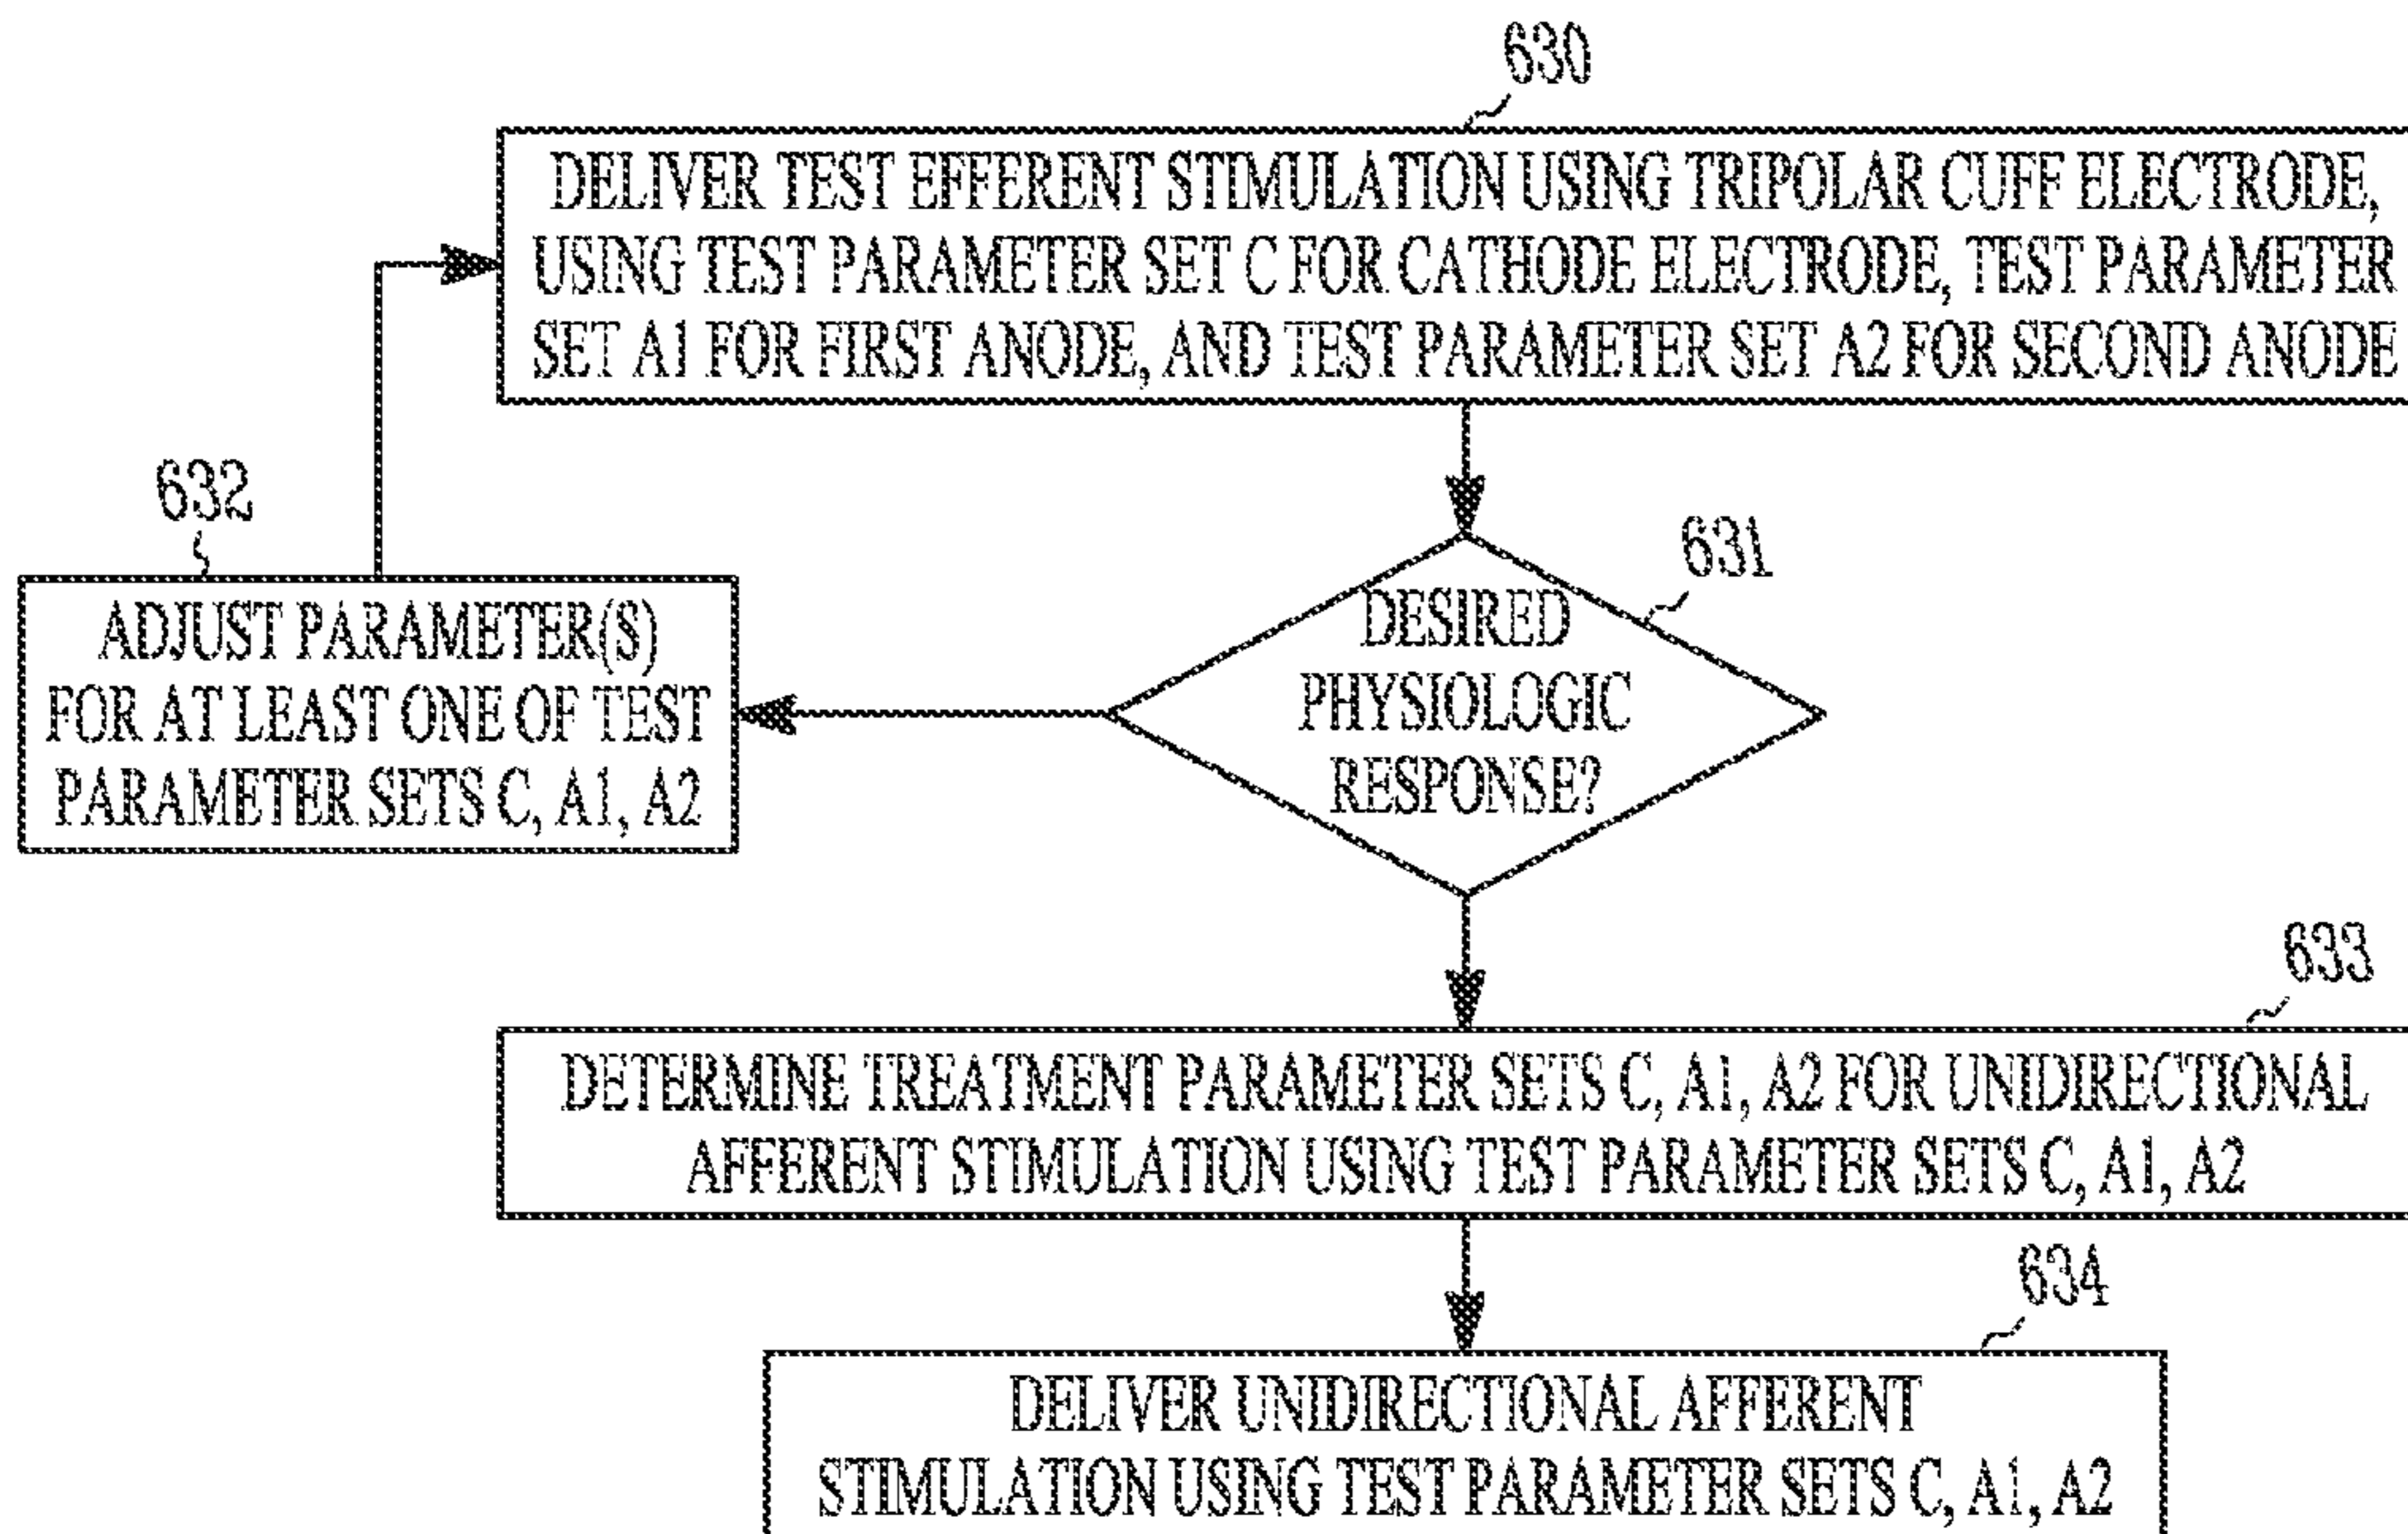 630
DELIVER TEST EFFERENT STIMULATION USING TRIPOLAR CUFF ELECTRODE,
USING TEST PARAMETER SET C FOR CATHODE ELECTRODE, TEST PARAMETER
SET A1 FOR FIRST ANODE, AND TEST PARAMETER SET A2 FOR SECOND ANODE
632
ADJUST PARAMETER(S)
FOR AT LEAST ONE OF TEST
PARAMETER SETS C, A1, A2
631
DESIRED
PHYSIOLOGIC
RESPONSE?
633
DETERMINE TREATMENT PARAMETER SETS C, A1, A2 FOR UNIDIRECTIONAL
AFFERENT STIMULATION USING TEST PARAMETER SETS C, A1, A2
634
DELIVER UNIDIRECTIONAL AFFERENT
STIMULATION USING TEST PARAMETER SETS C, A1, A2